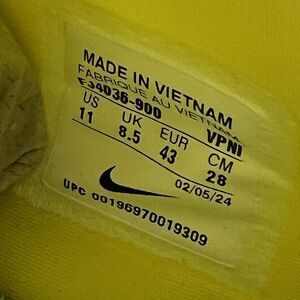 MADE IN VIETNAM
FABRIQUE AU VIETNAM
FJ4036-900 VPNI
US UK EUR CM
11 8.5 43 28
02/05/24
UPC 00196970019309